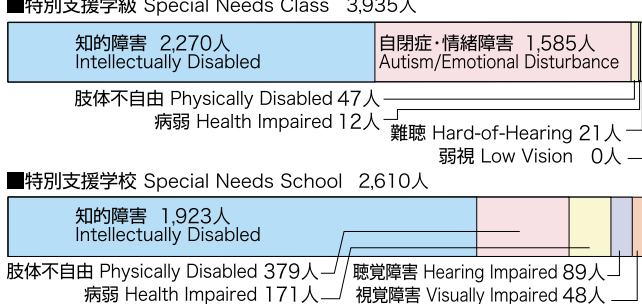 ■特別支援学級 Special Needs Class 3,935人
知的障害 2,270人
Intellectually Disabled
自閉症・情緒障害 1,585人
Autism/Emotional Disturbance
肢体不自由 Physically Disabled 47人
病弱 Health Impaired 12人
難聴 Hard-of-Hearing 21人
弱視 Low Vision 0人
■特別支援学校 Special Needs School 2,610人
知的障害 1,923人
Intellectually Disabled
肢体不自由 Physically Disabled 379人
聴覚障害 Hearing Impaired 89人
病弱 Health Impaired 171人
視覚障害 Visually Impaired 48人